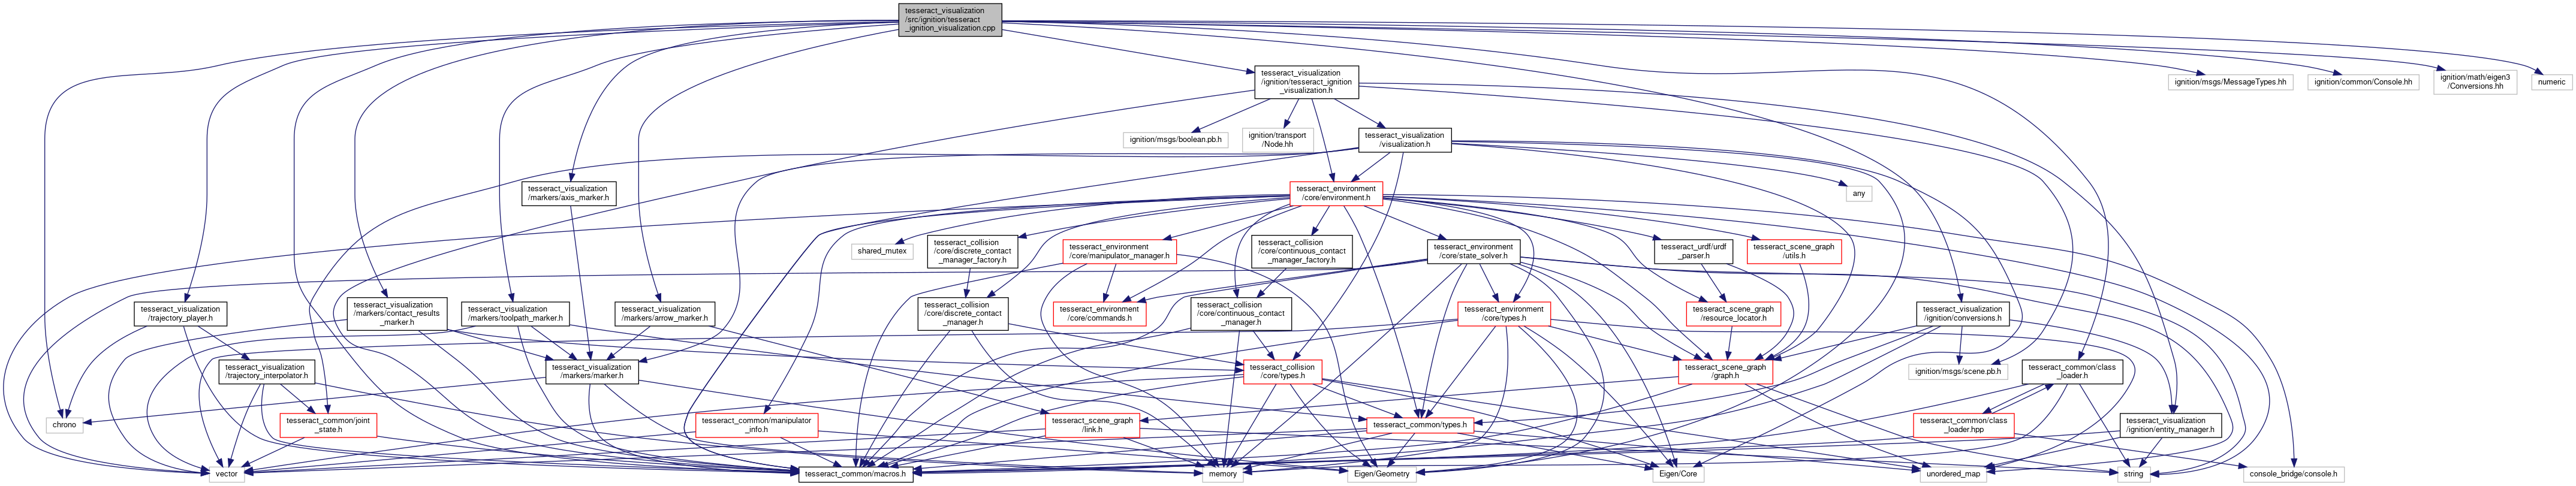 tesseract_visualization
/src/ignition/tesseract
_ignition_visualization.cpp
tesseract_visualization
/ignition/tesseract_ignition
_visualization.h
ignition/msgs/MessageTypes.hh
ignition/common/Console.hh
ignition/math/eigen3
/Conversions.hh
numeric
ignition/msgs/boolean.pb.h
ignition/transport
/Node.hh
tesseract_visualization
/visualization.h
tesseract_visualization
/markers/axis_marker.h
tesseract_environment
/core/environment.h
any
shared_mutex
tesseract_collision
/core/discrete_contact
_manager_factory.h
tesseract_environment
/core/manipulator_manager.h
tesseract_collision
/core/continuous_contact
_manager_factory.h
tesseract_environment
/core/state_solver.h
tesseract_urdf/urdf
_parser.h
tesseract_scene_graph
/utils.h
tesseract_visualization
/trajectory_player.h
tesseract_visualization
/markers/contact_results
_marker.h
tesseract_visualization
/markers/toolpath_marker.h
tesseract_visualization
/markers/arrow_marker.h
tesseract_collision
/core/discrete_contact
_manager.h
tesseract_environment
/core/commands.h
tesseract_collision
/core/continuous_contact
_manager.h
tesseract_environment
/core/types.h
tesseract_scene_graph
/resource_locator.h
tesseract_visualization
/ignition/conversions.h
tesseract_visualization
/trajectory_interpolator.h
tesseract_visualization
/markers/marker.h
tesseract_collision
/core/types.h
tesseract_scene_graph
/graph.h
ignition/msgs/scene.pb.h
tesseract_common/class
_loader.h
chrono
tesseract_common/joint
_state.h
tesseract_common/manipulator
_info.h
tesseract_scene_graph
/link.h
tesseract_common/types.h
tesseract_common/class
_loader.hpp
tesseract_visualization
/ignition/entity_manager.h
vector
tesseract_common/macros.h
memory
Eigen/Geometry
Eigen/Core
unordered_map
string
console_bridge/console.h